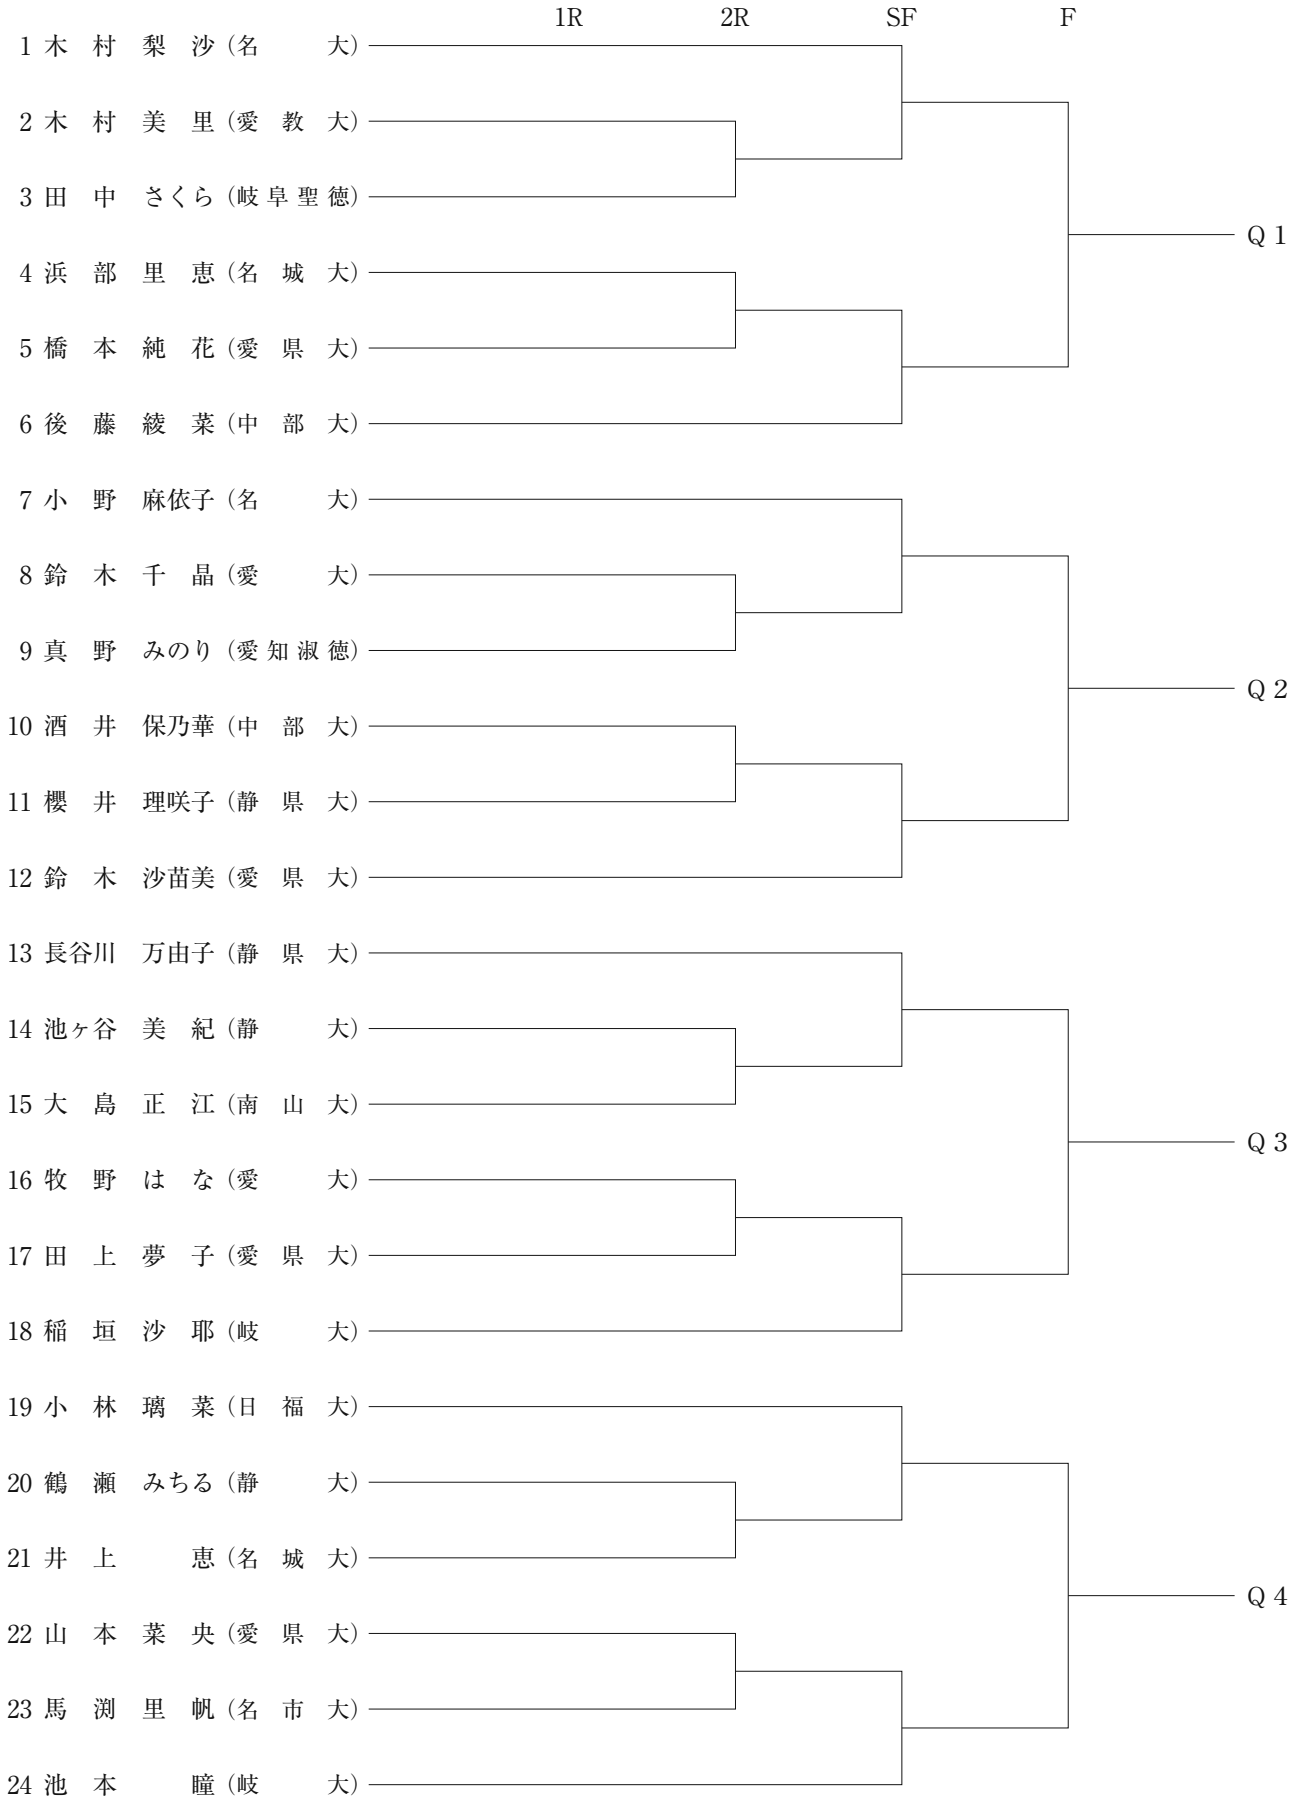 1R 2R SF F
1 木村 梨沙 (名大)
2 木村 美里 (愛教大)
3 田中 さくら (岐阜聖徳)
Q 1
4 浜部 里恵 (名城大)
5 橋本 純花 (愛県大)
6 後藤 綾菜 (中部大)
7 小野 麻依子 (名大)
8 鈴木 千晶 (愛大)
9 真野 みのり (愛知淑徳)
Q 2
10 酒井 保乃華 (中部大)
11 櫻井 理咲子 (静県大)
12 鈴木 沙苗美 (愛県大)
13 長谷川 万由子 (静県大)
14 池ヶ谷 美紀 (静大)
15 大島 正江 (南山大)
Q 3
16 牧野 はな (愛大)
17 田上 夢子 (愛県大)
18 稲垣 沙耶 (岐大)
19 小林 璃菜 (日福大)
20 鶴瀬 みちる (静大)
21 井上 恵 (名城大)
Q 4
22 山本 菜央 (愛県大)
23 馬渕 里帆 (名市大)
24 池本 瞳 (岐大)